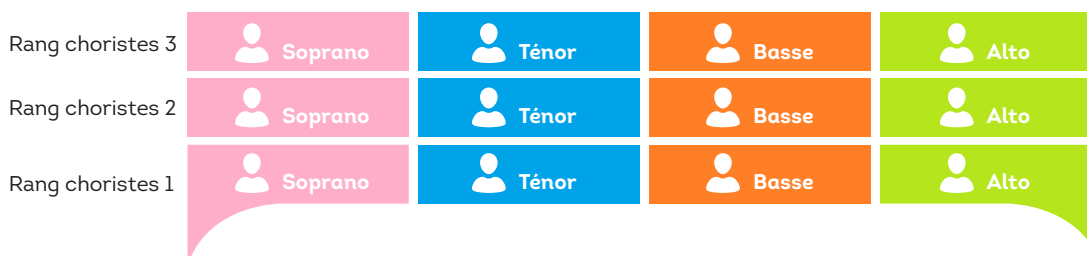 Rang choristes 3 Soprano Ténor Basse Alto
Rang choristes 2 Soprano Ténor Basse Alto
Rang choristes 1 Soprano Ténor Basse Alto